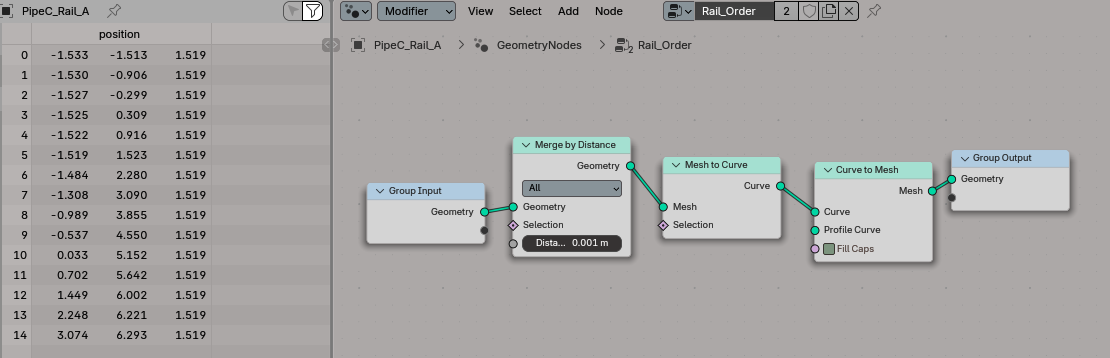 PipeC_Rail_A
position
0 -1.533 -1.513 1.519
1 -1.530 -0.906 1.519
2 -1.527 -0.299 1.519
3 -1.525 0.309 1.519
4 -1.522 0.916 1.519
5 -1.519 1.523 1.519
6 -1.484 2.280 1.519
7 -1.308 3.090 1.519
8 -0.989 3.855 1.519
9 -0.537 4.550 1.519
10 0.033 5.152 1.519
11 0.702 5.642 1.519
12 1.449 6.002 1.519
13 2.248 6.221 1.519
14 3.074 6.293 1.519
Modifier View Select Add Node Rail_Order 2
PipeC_Rail_A > GeometryNodes > 2 Rail_Order
Group Input
Geometry
Merge by Distance
Geometry
All
Geometry
Selection
Dista... 0.001 m
Mesh to Curve
Curve
Mesh
Selection
Curve to Mesh
Mesh
Curve
Profile Curve
Fill Caps
Group Output
Geometry